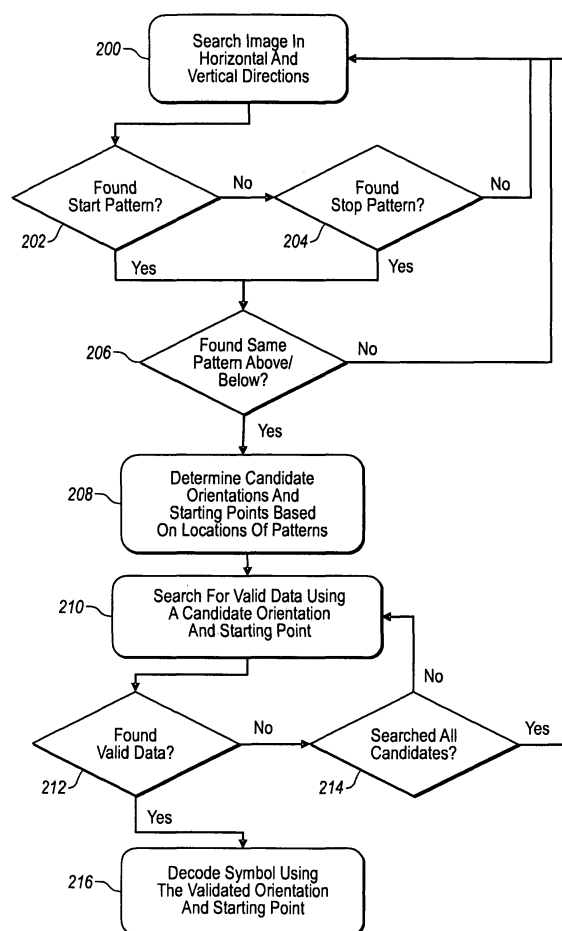 200
Search Image In
Horizontal And
Vertical Directions
Found
Start Pattern?
202
No
Found
Stop Pattern?
204
No
Yes
Yes
206
Found Same
Pattern Above/
Below?
No
Yes
208
Determine Candidate
Orientations And
Starting Points Based
On Locations Of Patterns
210
Search For Valid Data Using
A Candidate Orientation
And Starting Point
No
Found
Valid Data?
212
No
Searched All
Candidates?
214
Yes
Yes
216
Decode Symbol Using
The Validated Orientation
And Starting Point